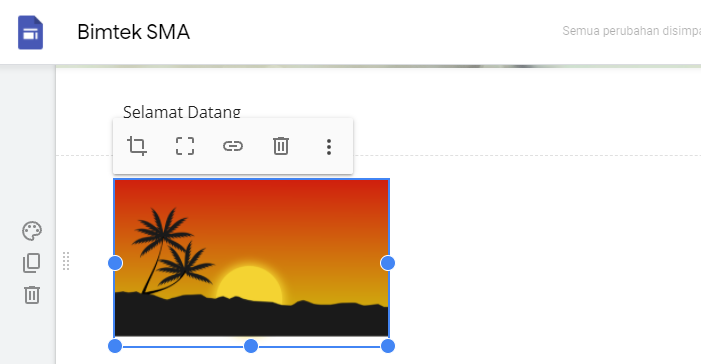 Bimtek SMA
Semua perubahan disimpa
Selamat Datang